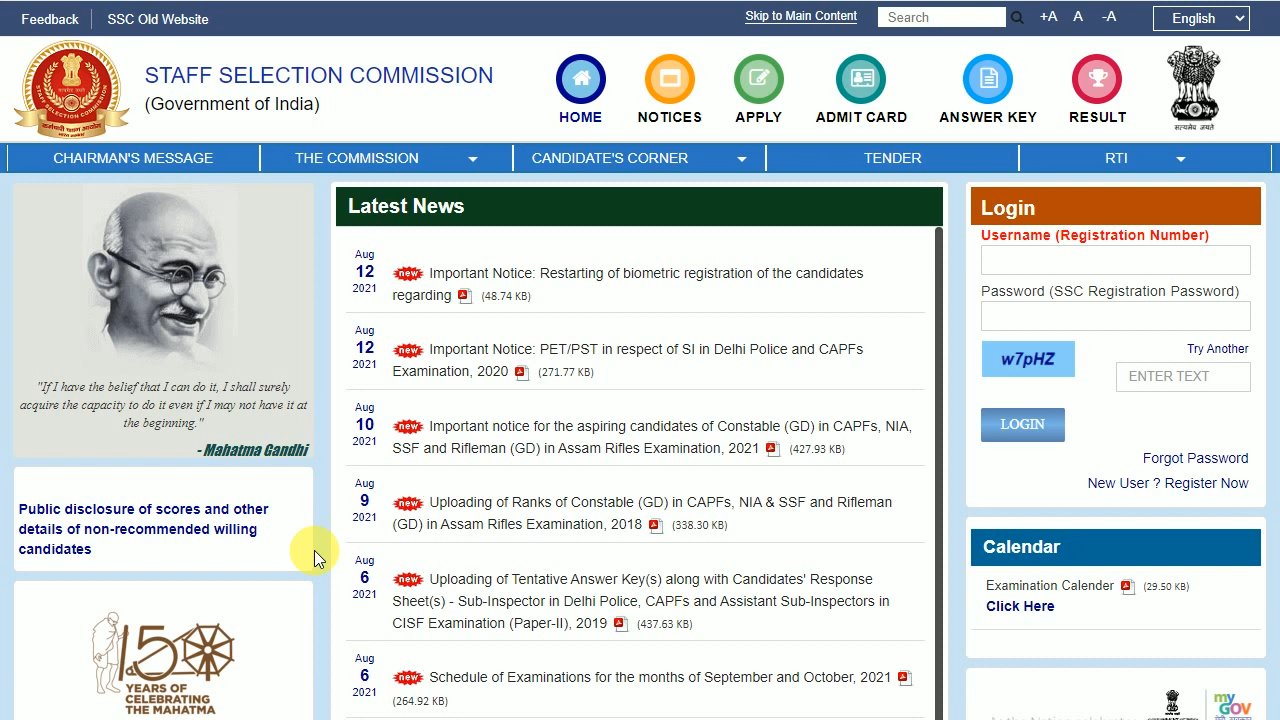 Feedback
SSC Old Website
Skip to Main Content
Search
+A A -A
English
STAFF SELECTION COMMISSION
(Government of India)
HOME
NOTICES
APPLY
ADMIT CARD
ANSWER KEY
RESULT
सत्यमेव जयते
CHAIRMAN'S MESSAGE
THE COMMISSION
CANDIDATE'S CORNER
TENDER
RTI
"If I have the belief that I can do it, I shall surely
acquire the capacity to do it even if I may not have it at
the beginning."
- Mahatma Gandhi
Public disclosure of scores and other
details of non-recommended willing
candidates
150
YEARS OF
CELEBRATING
THE MAHATMA
Latest News
Aug
12
2021
new Important Notice: Restarting of biometric registration of the candidates
regarding (48.74 KB)
Aug
12
2021
new Important Notice: PET/PST in respect of SI in Delhi Police and CAPFs
Examination, 2020 (271.77 KB)
Aug
10
2021
new Important notice for the aspiring candidates of Constable (GD) in CAPFs, NIA,
SSF and Rifleman (GD) in Assam Rifles Examination, 2021 (427.93 KB)
Aug
9
2021
new Uploading of Ranks of Constable (GD) in CAPFs, NIA & SSF and Rifleman
(GD) in Assam Rifles Examination, 2018 (338.30 KB)
Aug
6
2021
new Uploading of Tentative Answer Key(s) along with Candidates' Response
Sheet(s) - Sub-Inspector in Delhi Police, CAPFs and Assistant Sub-Inspectors in
CISF Examination (Paper-II), 2019 (437.63 KB)
Aug
6
2021
new Schedule of Examinations for the months of September and October, 2021
(264.92 KB)
Login
Username (Registration Number)
Password (SSC Registration Password)
w7pHZ
Try Another
ENTER TEXT
LOGIN
Forgot Password
New User ? Register Now
Calendar
Examination Calender (29.50 KB)
Click Here
my
GOV